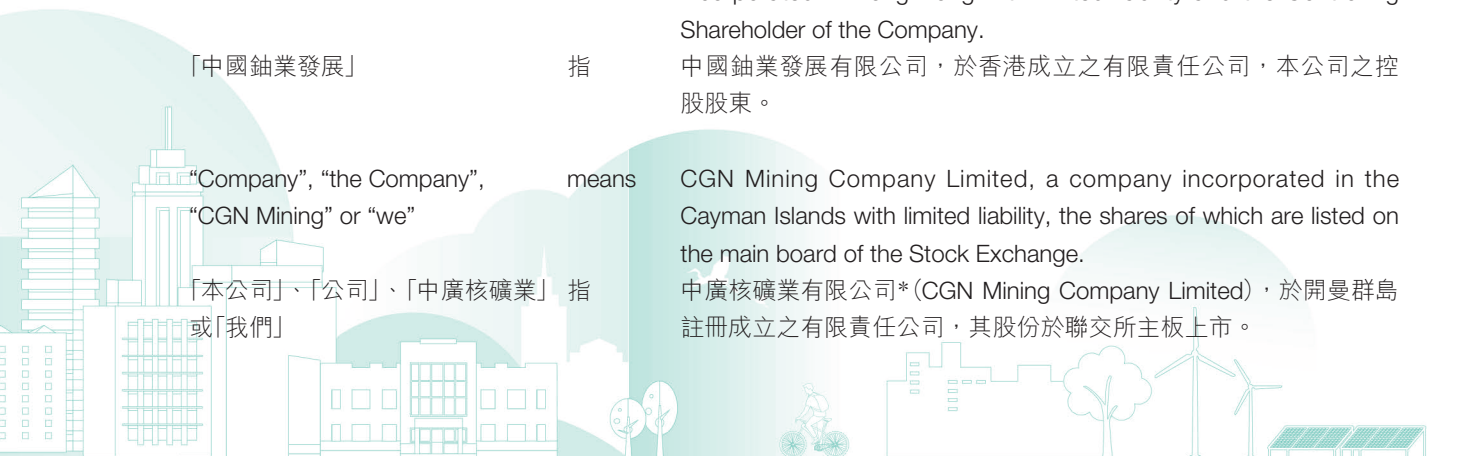 Shareholder of the Company.
「中國鈾業發展」 指 中國鈾業發展有限公司，於香港成立之有限責任公司，本公司之控
股股東。
“Company”, “the Company”, means CGN Mining Company Limited, a company incorporated in the
“CGN Mining” or “we” Cayman Islands with limited liability, the shares of which are listed on
the main board of the Stock Exchange.
「本公司」、「公司」、「中廣核礦業」 指 中廣核礦業有限公司*（CGN Mining Company Limited），於開曼群島
或「我們」 註冊成立之有限責任公司，其股份於聯交所主板上市。